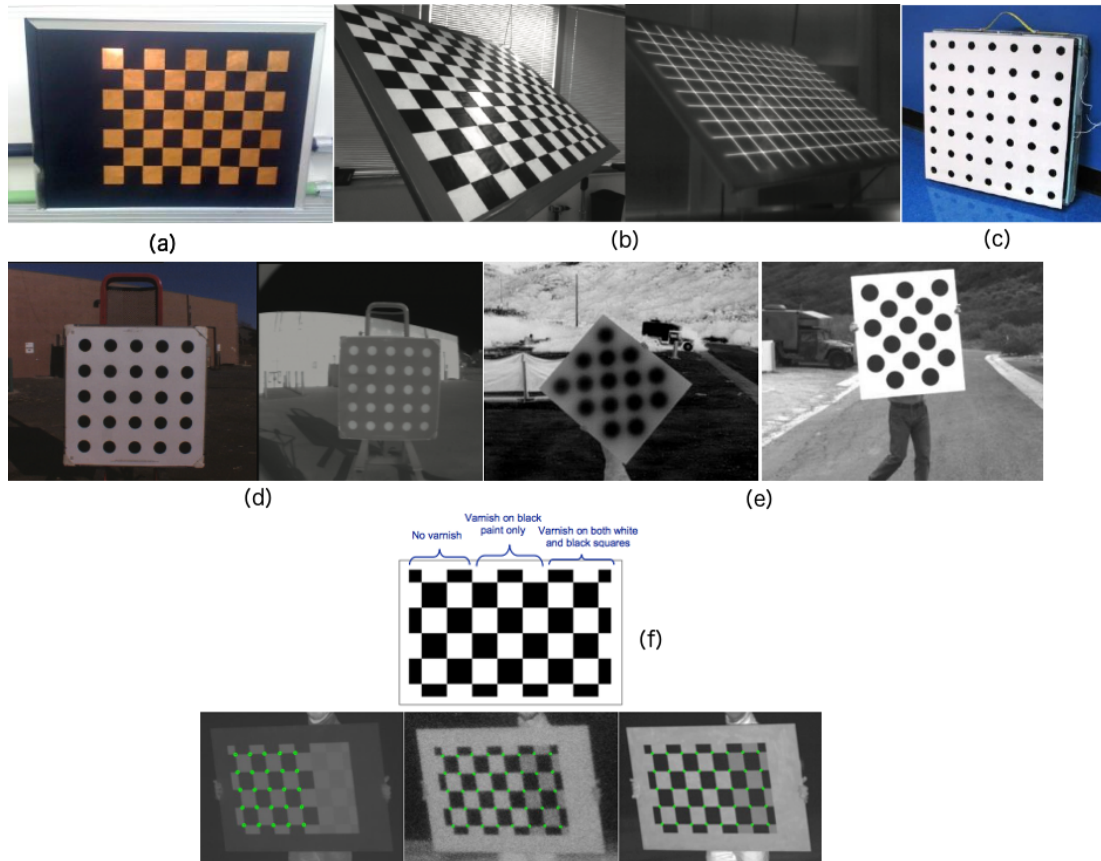 (a)
(b)
(c)
(d)
(e)
No varnish
Varnish on black
paint only
Varnish on both white
and black squares
(f)